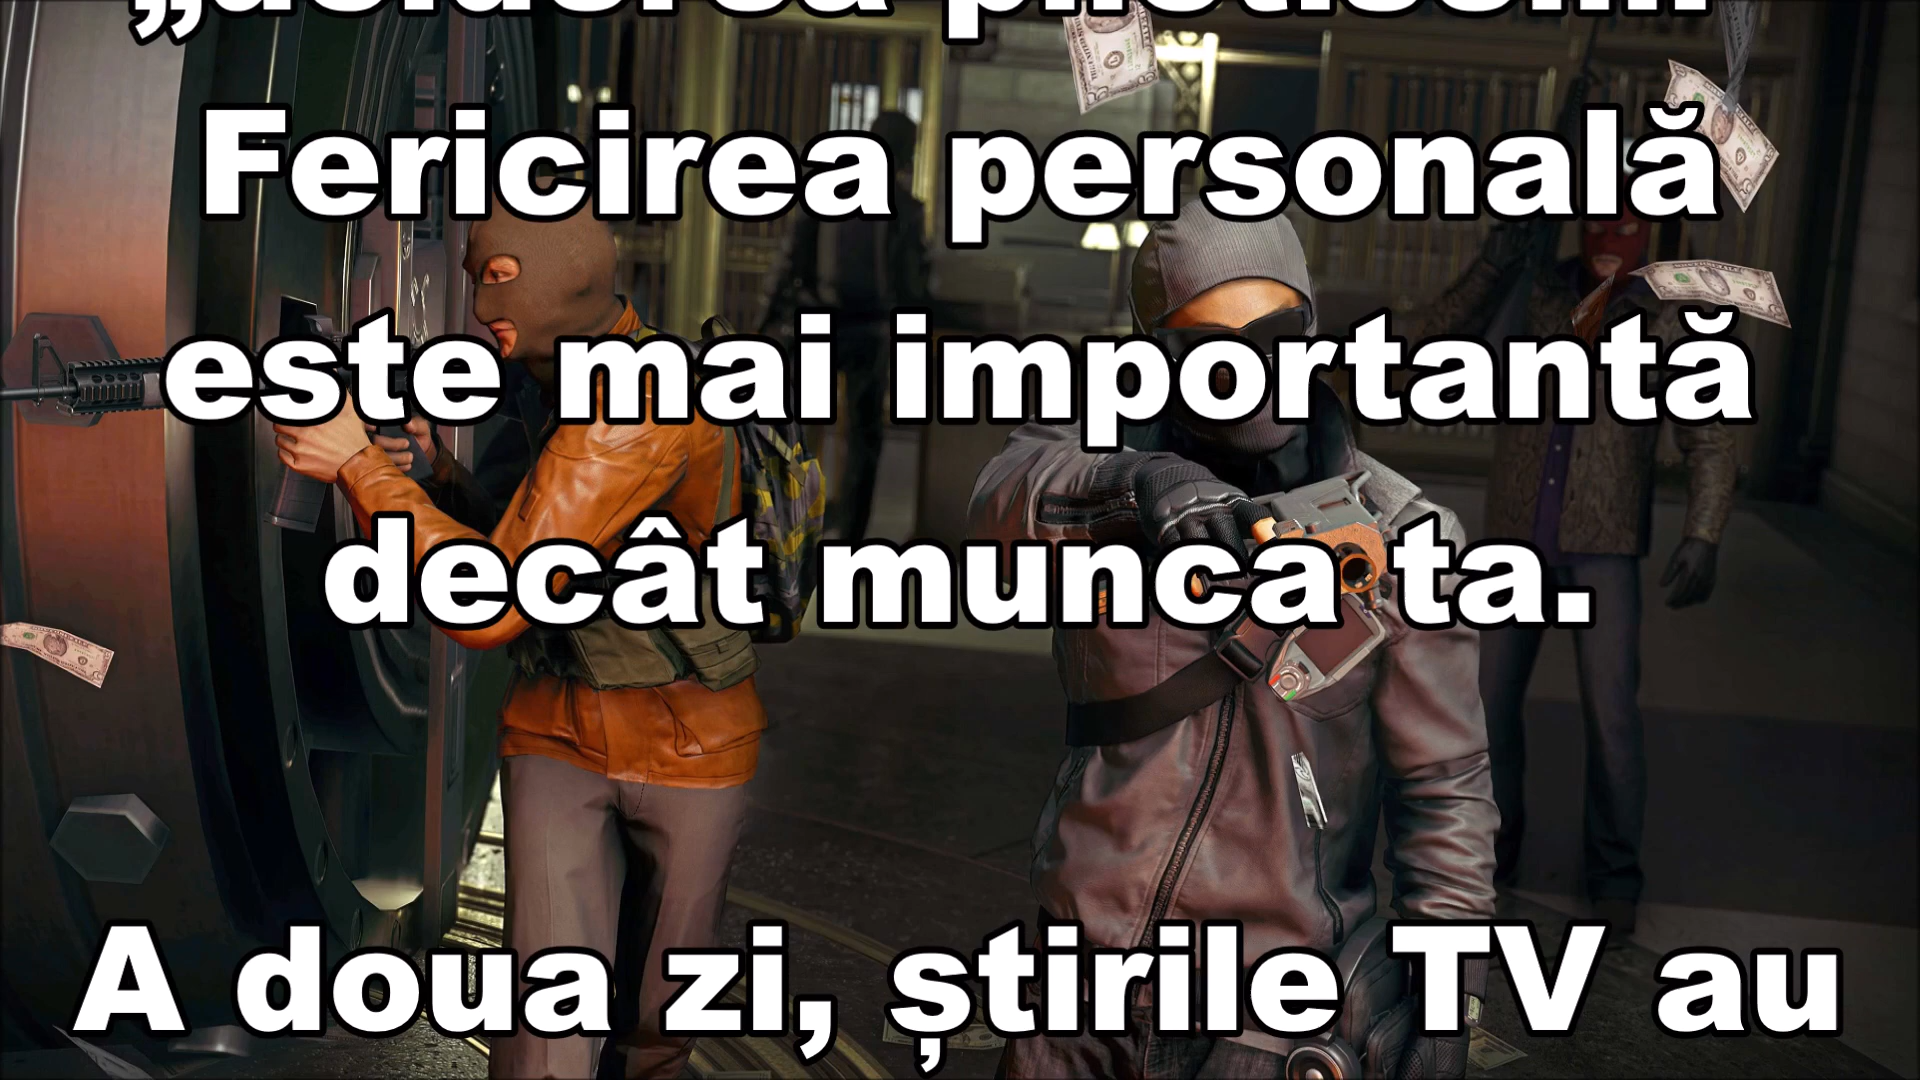 Fericirea personală
este mai importantă
decât munca ta.
A doua zi, știrile TV au